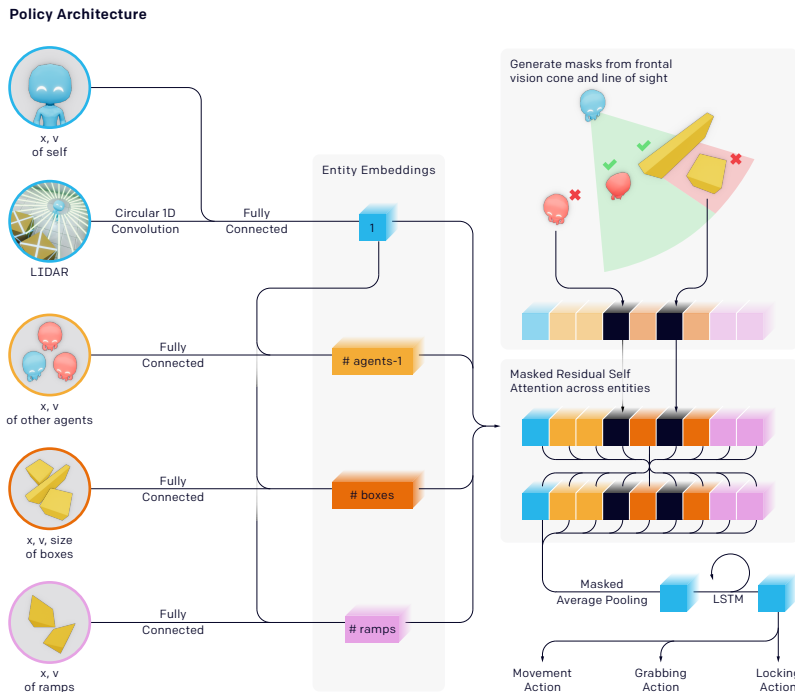 Policy Architecture
x, v
of self
Circular 1D
Convolution
Fully
Connected
LIDAR
Entity Embeddings
1
Fully
Connected
# agents-1
x, v
of other agents
Fully
Connected
# boxes
x, v, size
of boxes
Fully
Connected
# ramps
x, v
of ramps
Generate masks from frontal
vision cone and line of sight
Masked Residual Self
Attention across entities
Masked
Average Pooling
LSTM
Movement
Action
Grabbing
Action
Locking
Action